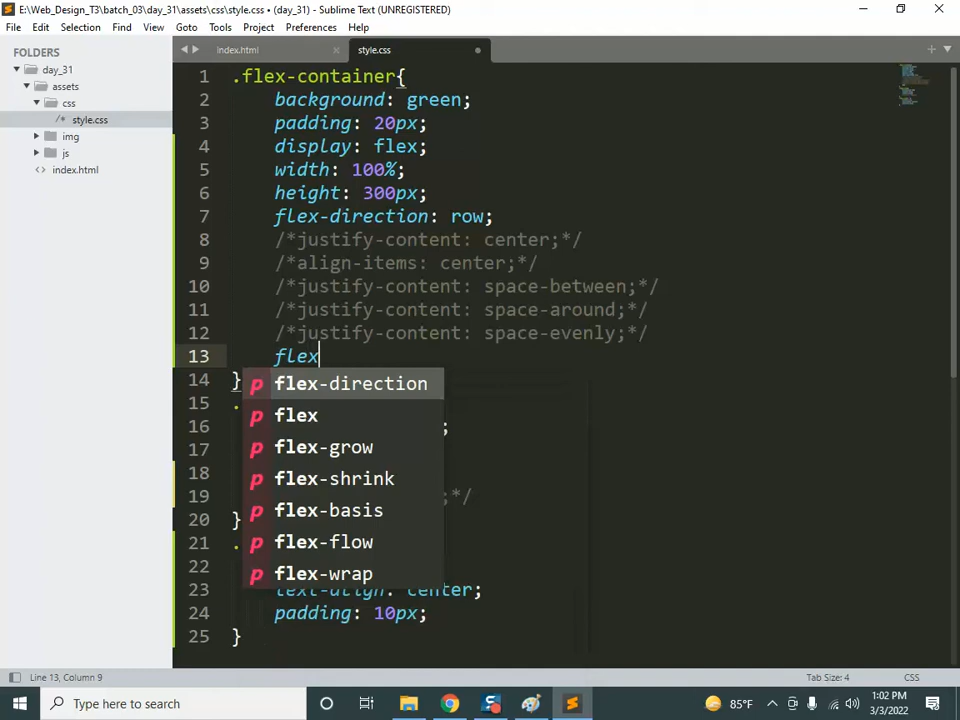 E:\Web_Design_T3\batch_03\day_31\assets\css\style.css • (day_31) - Sublime Text (UNREGISTERED)
File Edit Selection Find View Goto Tools Project Preferences Help
FOLDERS
day_31
assets
css
/* style.css
img
js
index.html
index.html
style.css
1 .flex-container{
2 background: green;
3 padding: 20px;
4 display: flex;
5 width: 100%;
6 height: 300px;
7 flex-direction: row;
8 /*justify-content: center;*/
9 /*align-items: center;*/
10 /*justify-content: space-between;*/
11 /*justify-content: space-around;*/
12 /*justify-content: space-evenly;*/
13 flex
14 }
p flex-direction
15 .
p flex
16 ;
17
p flex-grow
18
p flex-shrink
19 ;*/
p flex-basis
20 }
21 .
p flex-flow
22
p flex-wrap
23 text-align: center;
24 padding: 10px;
25 }
Line 13, Column 9
Tab Size: 4
CSS
Type here to search
85°F
1:02 PM
3/3/2022